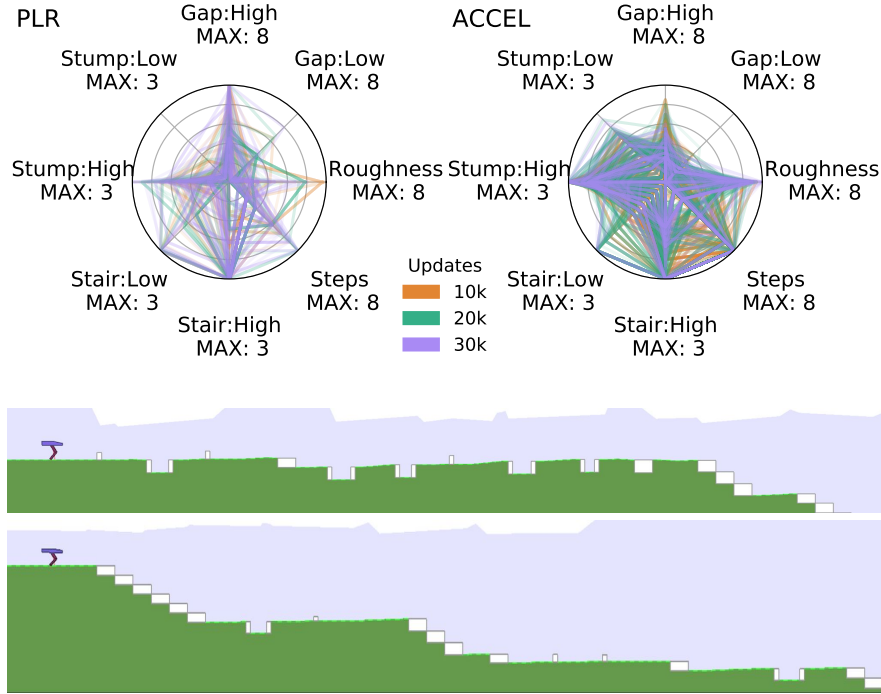 PLR
Gap:High
MAX: 8
Stump:Low
MAX: 3
Gap:Low
MAX: 8
Stump:High
MAX: 3
Roughness
MAX: 8
Stair:Low
MAX: 3
Steps
MAX: 8
Stair:High
MAX: 3
Updates
10k
20k
30k
ACCEL
Gap:High
MAX: 8
Stump:Low
MAX: 3
Gap:Low
MAX: 8
Stump:High
MAX: 3
Roughness
MAX: 8
Stair:Low
MAX: 3
Steps
MAX: 8
Stair:High
MAX: 3